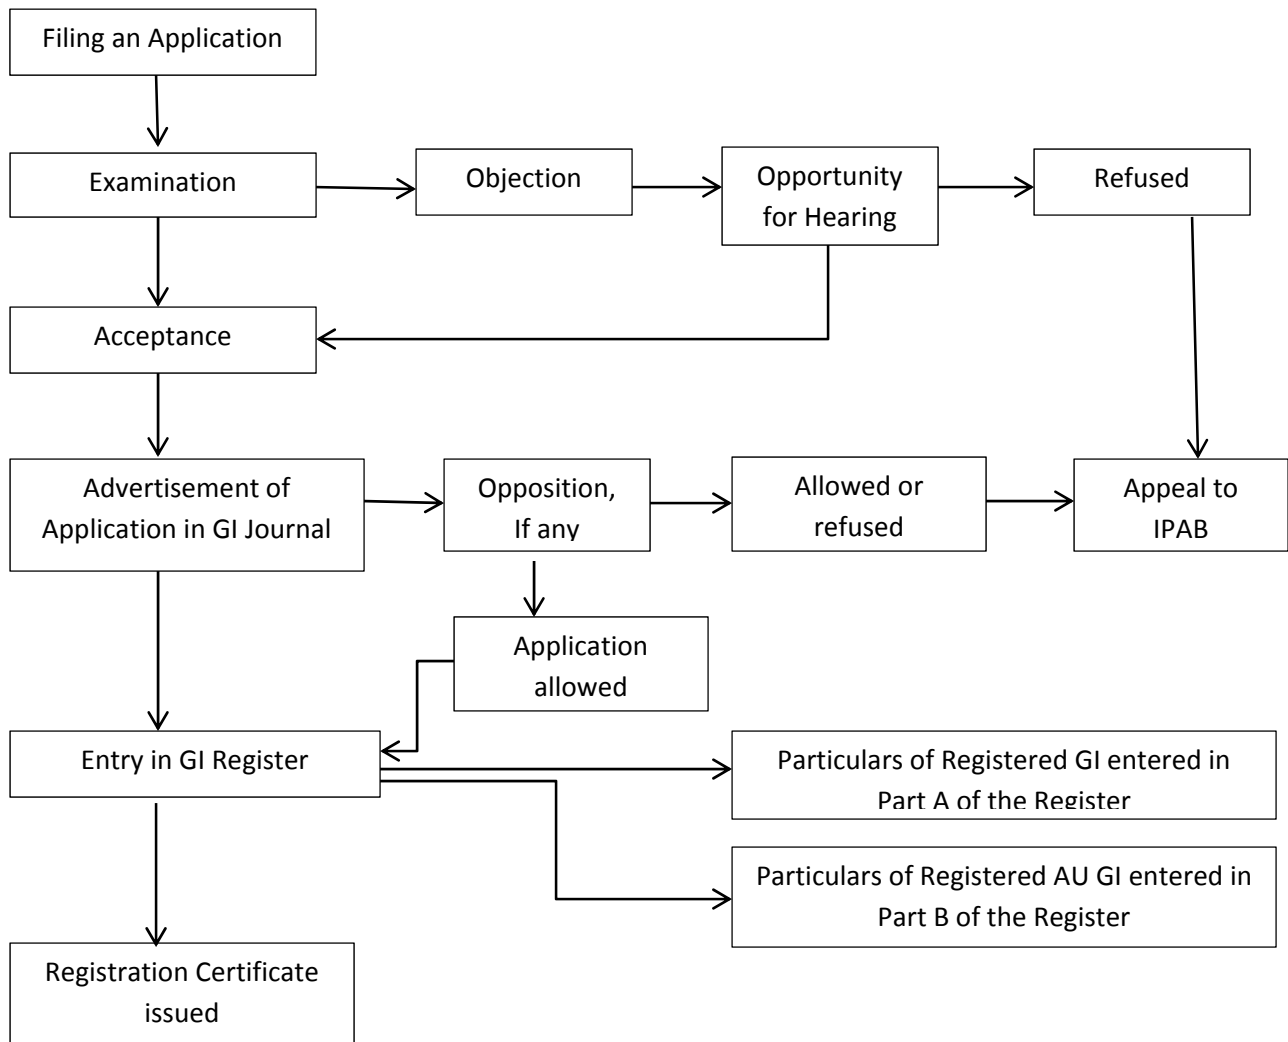 Filing an Application
Examination
Objection
Opportunity
for Hearing
Refused
Acceptance
Advertisement of
Application in GI Journal
Opposition,
If any
Allowed or
refused
Appeal to
IPAB
Application
allowed
Entry in GI Register
Particulars of Registered GI entered in
Part A of the Register
Particulars of Registered AU GI entered in
Part B of the Register
Registration Certificate
issued